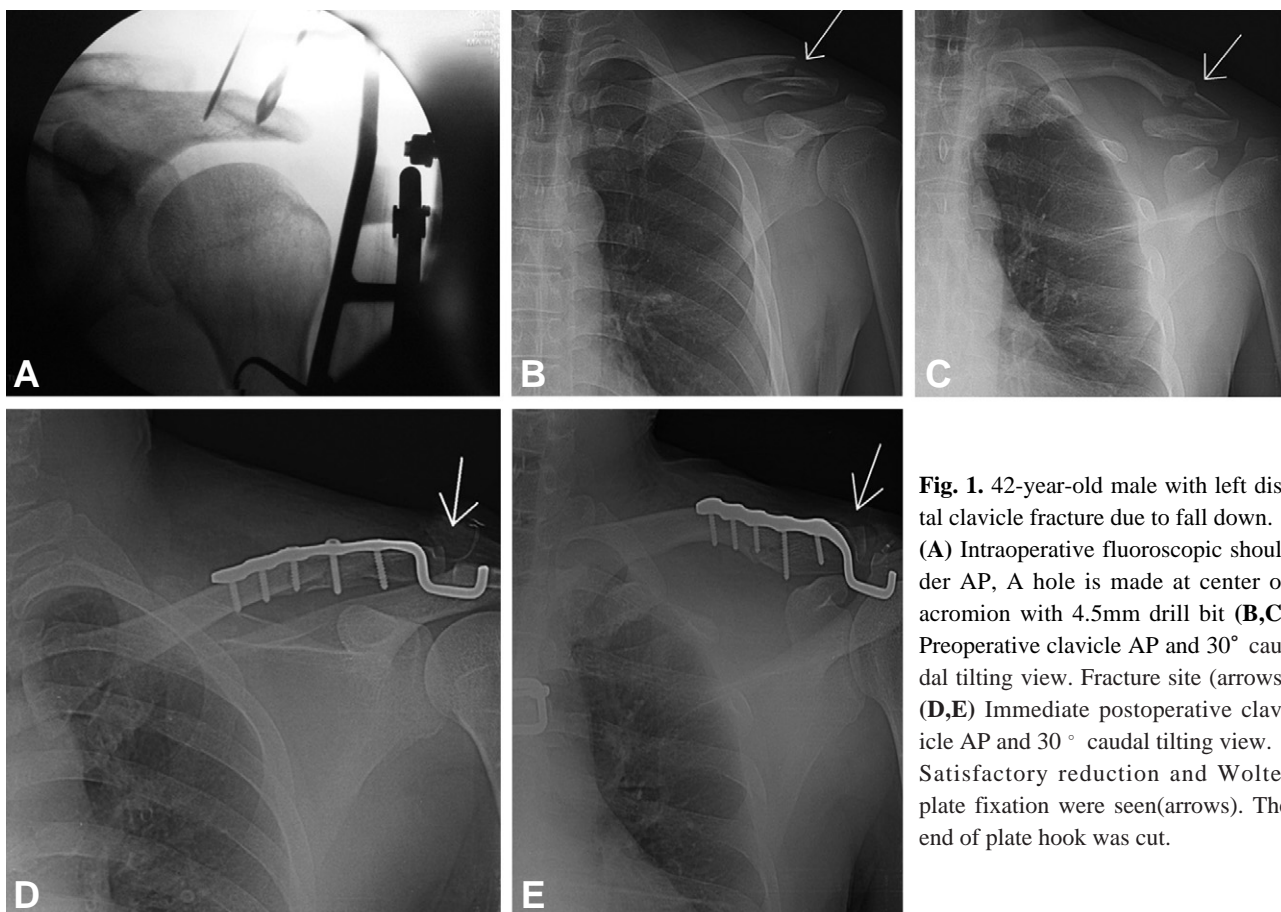 A
B
C
D
E
Fig. 1. 42-year-old male with left dis
tal clavicle fracture due to fall down.
(A) Intraoperative fluoroscopic shoul
der AP, A hole is made at center o
acromion with 4.5mm drill bit (B,C
Preoperative clavicle AP and 30° cau
dal tilting view. Fracture site (arrows
(D,E) Immediate postoperative clav
icle AP and 30 ° caudal tilting view.
Satisfactory reduction and Wolte
plate fixation were seen(arrows). The
end of plate hook was cut.